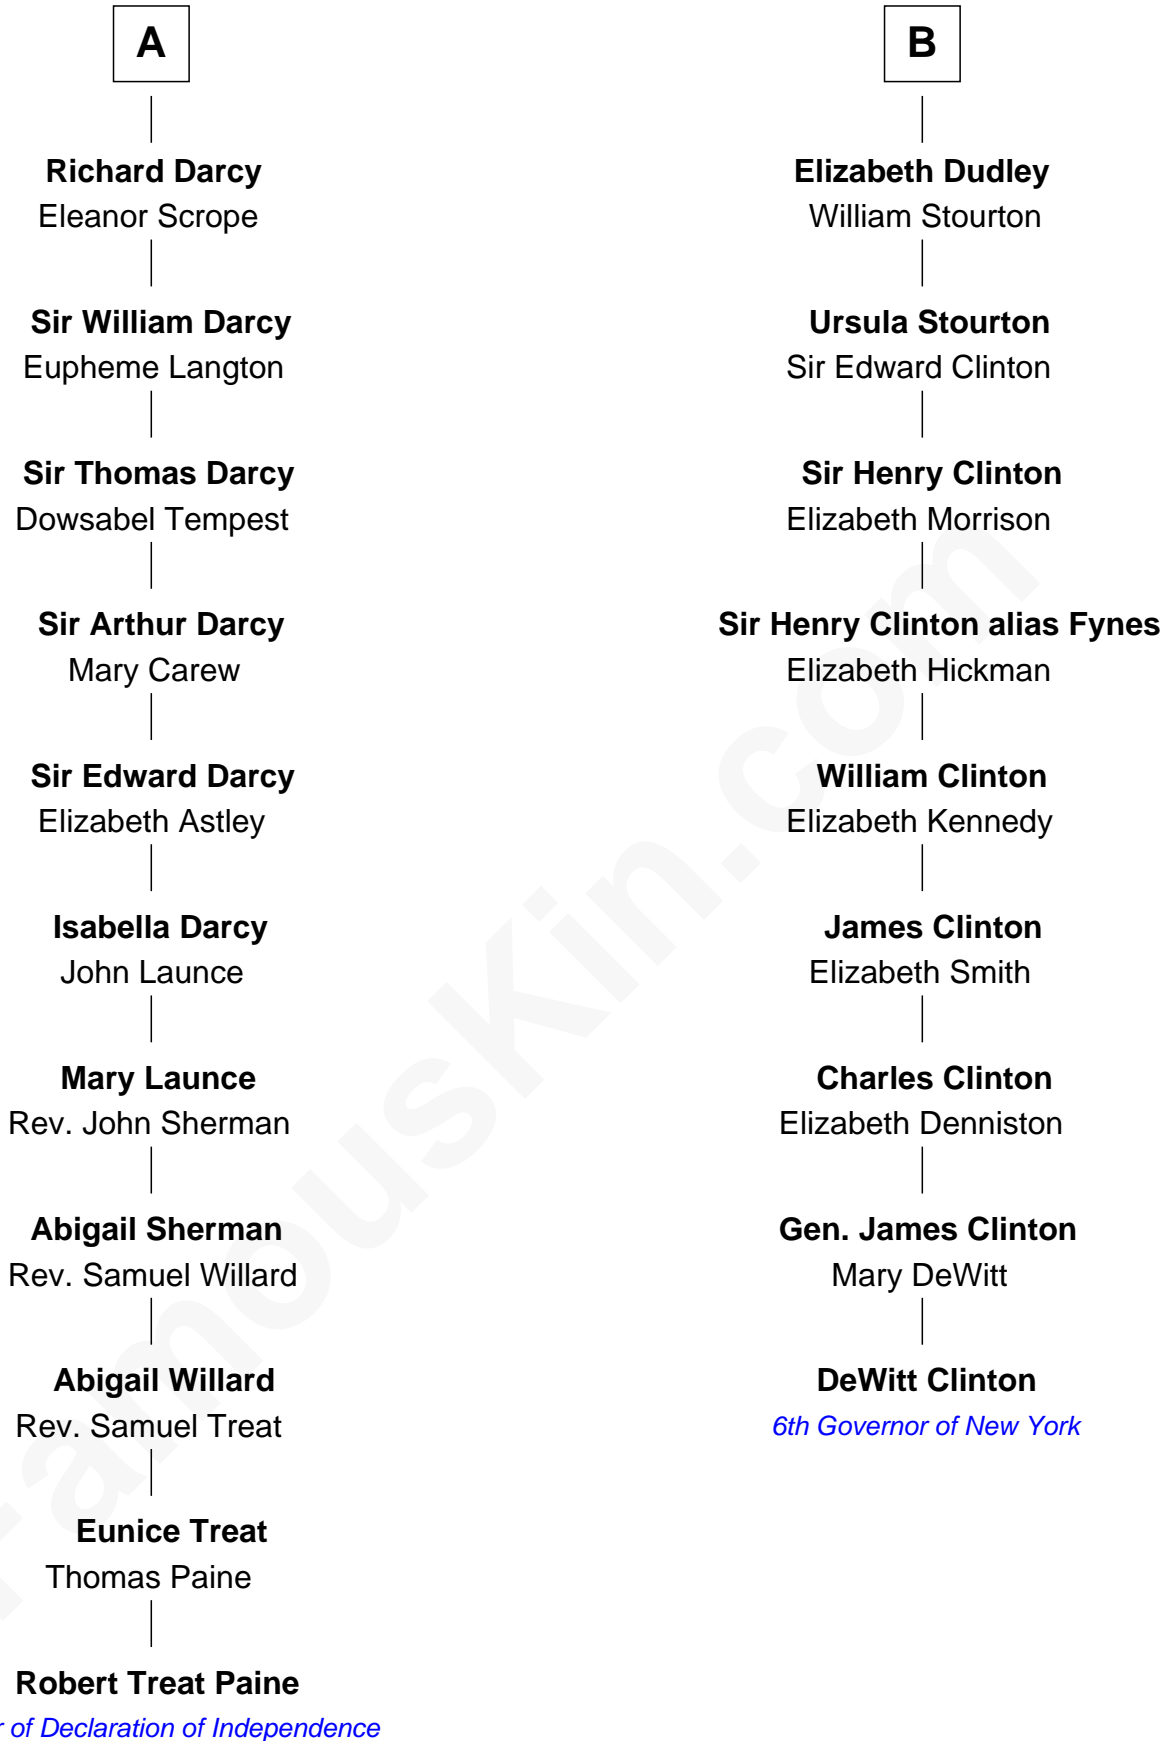 A
Richard Darcy
Eleanor Scrope
Sir William Darcy
Eupheme Langton
Sir Thomas Darcy
Dowsabel Tempest
Sir Arthur Darcy
Mary Carew
Sir Edward Darcy
Elizabeth Astley
Isabella Darcy
John Launce
Mary Launce
Rev. John Sherman
Abigail Sherman
Rev. Samuel Willard
Abigail Willard
Rev. Samuel Treat
Eunice Treat
Thomas Paine
Robert Treat Paine
of Declaration of Independence
B
Elizabeth Dudley
William Stourton
Ursula Stourton
Sir Edward Clinton
Sir Henry Clinton
Elizabeth Morrison
Sir Henry Clinton alias Fynes
Elizabeth Hickman
William Clinton
Elizabeth Kennedy
James Clinton
Elizabeth Smith
Charles Clinton
Elizabeth Denniston
Gen. James Clinton
Mary DeWitt
DeWitt Clinton
6th Governor of New York
FamousKin.com